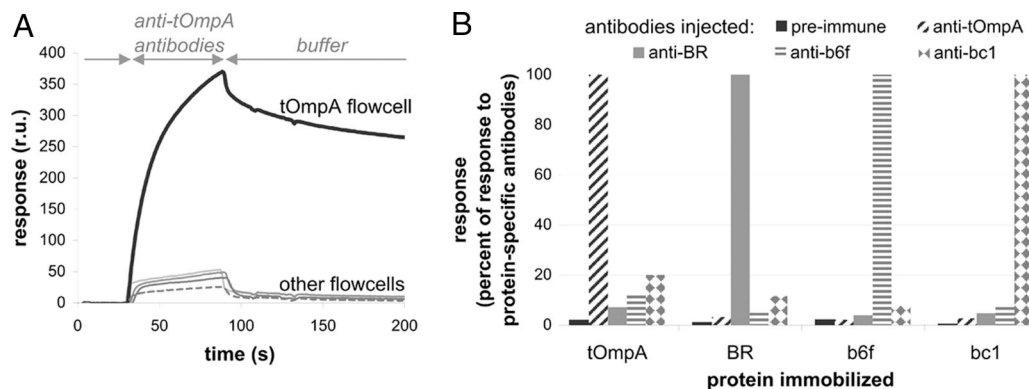 A
anti-tOmpA
antibodies
buffer
400
350
300
250
200
150
100
50
0
response (r.u.)
tOmpA flowcell
other flowcells
0
50
100
150
200
time (s)
B
antibodies injected:
pre-immune
anti-tOmpA
anti-BR
anti-b6f
anti-bc1
100
80
60
40
20
0
response
(percent of response to
protein-specific antibodies)
tOmpA
BR
b6f
bc1
protein immobilized